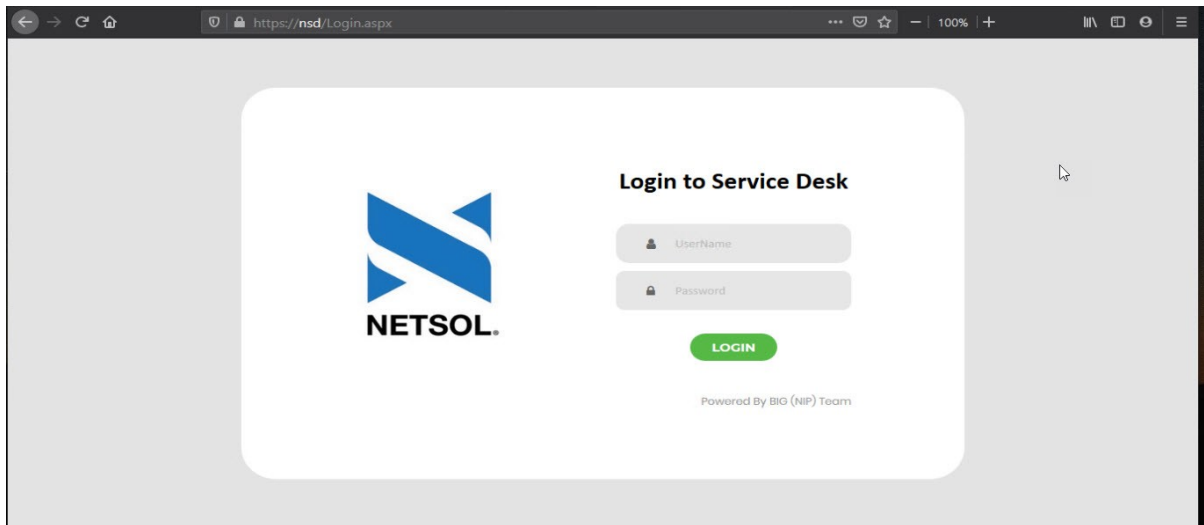 https://nsd/Login.aspx
100%
Login to Service Desk
UserName
Password
NETSOL.
LOGIN
Powered By BIG (NIP) Team